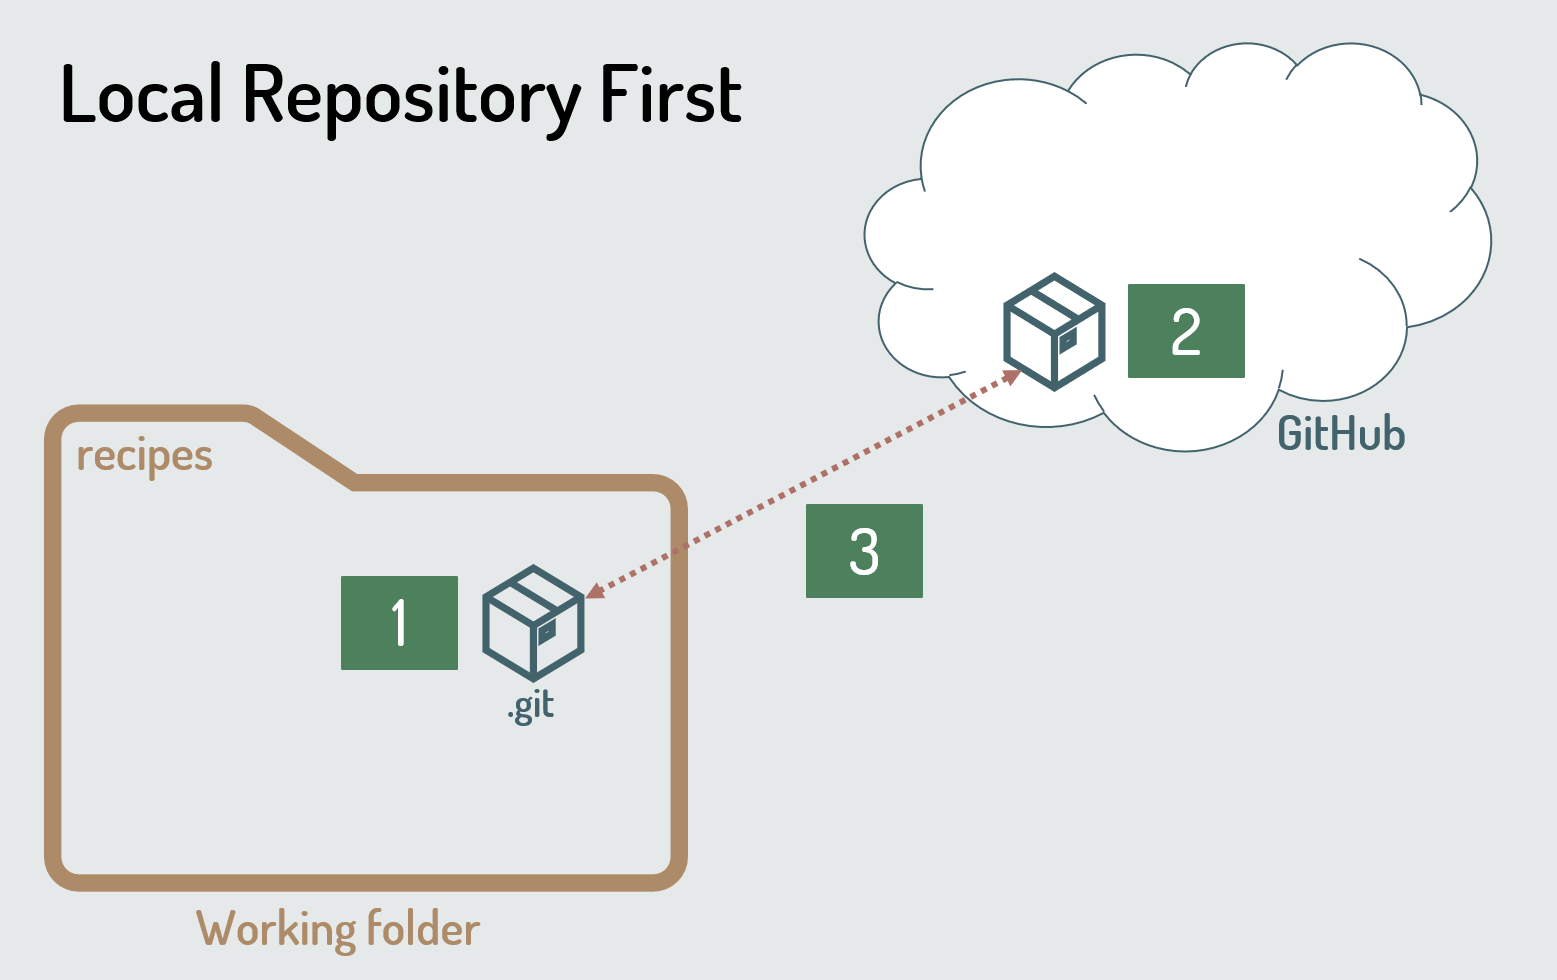 Local Repository First
2
GitHub
recipes
3
1
.git
Working folder